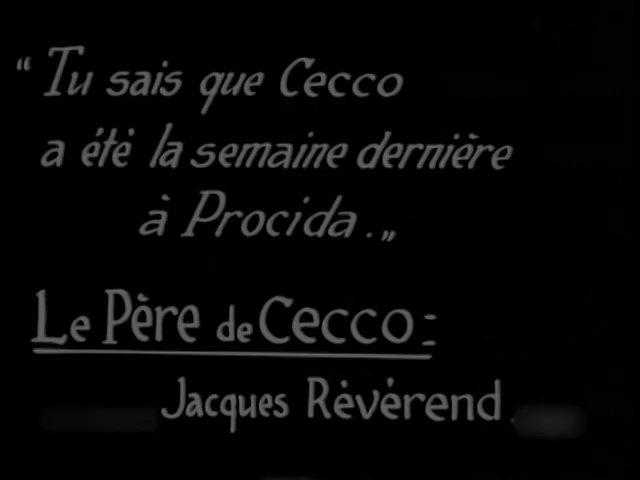 “ Tu sais que Cecco
a été la semaine dernière
à Procida. „
Le Père de Cecco :
Jacques Révérend.